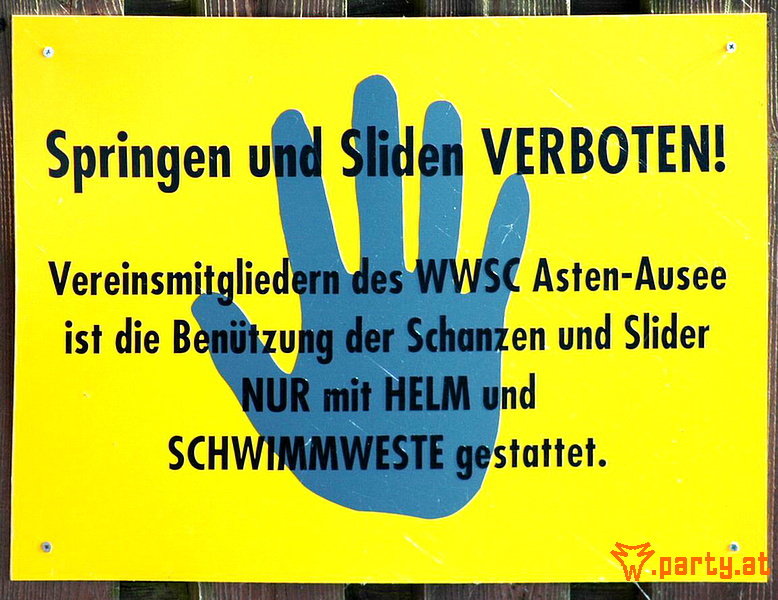 Springen und Sliden VERBOTEN!
Vereinsmitgliedern des WWSC Asten-Ausee
ist die Benützung der Schanzen und Slider
NUR mit HELM und
SCHWIMMWESTE gestattet.
.party.at